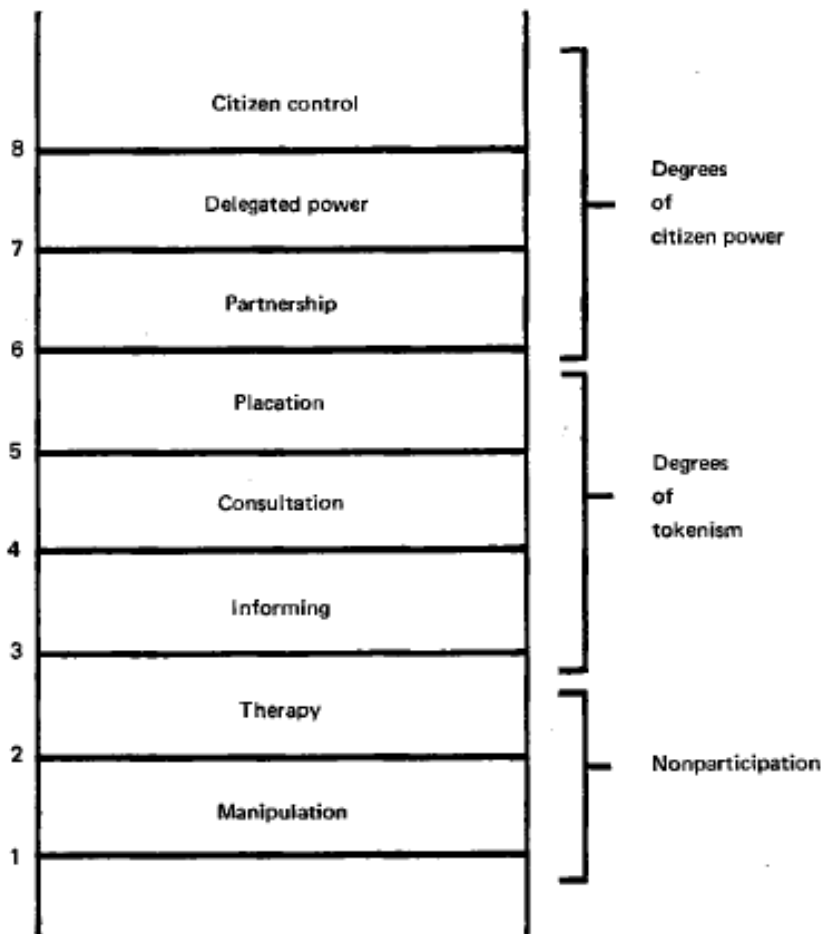 Citizen control
8
Delegated power
7
Partnership
6
Placation
5
Consultation
4
Informing
3
Therapy
2
Manipulation
1
Degrees
of
citizen power
Degrees
of
tokenism
Nonparticipation